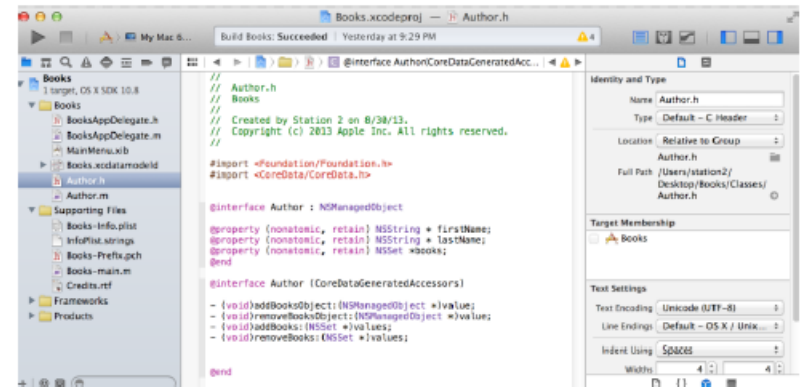 Books.xcodeproj — Author.h
My Mac 6...
Build Books: Succeeded | Yesterday at 9:29 PM
4
@interface Author(CoreDataGeneratedAcc...
Books
1 target, OS X SDK 10.8
Books
BooksAppDelegate.h
BooksAppDelegate.m
MainMenu.xib
Books.xcdatamodeld
Author.h
Author.m
Supporting Files
Books-Info.plist
InfoPlist.strings
Books-Prefix.pch
Books-main.m
Credits.rtf
Frameworks
Products
//
// Author.h
// Books
//
// Created by Station 2 on 8/30/13.
// Copyright (c) 2013 Apple Inc. All rights reserved.
//
#import <Foundation/Foundation.h>
#import <CoreData/CoreData.h>
@interface Author : NSManagedObject
@property (nonatomic, retain) NSString * firstName;
@property (nonatomic, retain) NSString * lastName;
@property (nonatomic, retain) NSSet *books;
@end
@interface Author (CoreDataGeneratedAccessors)
- (void)addBooksObject:(NSManagedObject *)value;
- (void)removeBooksObject:(NSManagedObject *)value;
- (void)addBooks:(NSSet *)values;
- (void)removeBooks:(NSSet *)values;
@end
Identity and Type
Name Author.h
Type Default - C Header
Location Relative to Group
Author.h
Full Path /Users/station2/
Desktop/Books/Classes/
Author.h
Target Membership
Books
Text Settings
Text Encoding Unicode (UTF-8)
Line Endings Default - OS X / Unix...
Indent Using Spaces
Widths 4 4